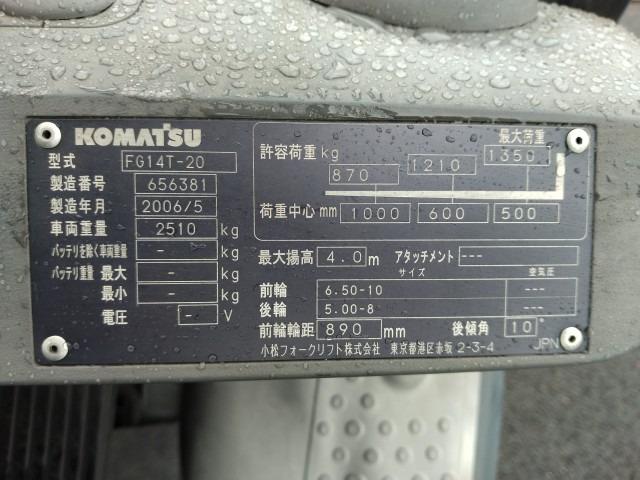 KOMATSU
型式 FG14T-20
製造番号 656381
製造年月 2006/5
車両重量 2510 kg
バッテリを除く車両重量 - kg
バッテリ重量 最大 - kg
最小 - kg
電圧 - V
最大荷重
許容荷重 kg 870 1210 1350
荷重中心 mm 1000 600 500
最大揚高 4.0 m アタッチメント ---
サイズ 空気圧
前輪 6.50-10 ---
後輪 5.00-8 ---
前輪輪距 890 mm 後傾角 10°
小松フォークリフト株式会社 東京都港区赤坂 2-3-4 JPN